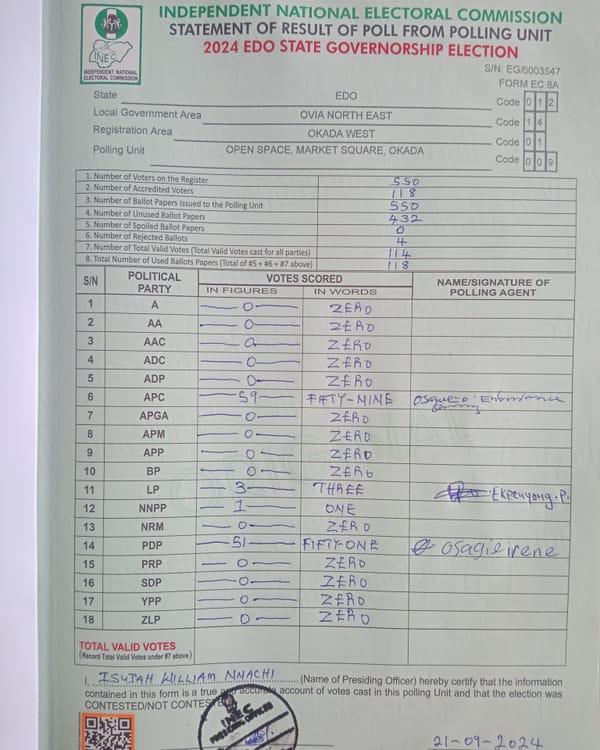 INDEPENDENT NATIONAL ELECTORAL COMMISSION
STATEMENT OF RESULT OF POLL FROM POLLING UNIT
2024 EDO STATE GOVERNORSHIP ELECTION
INEC
INDEPENDENT NATIONAL
ELECTORAL COMMISSION
S/N: EG/0003547
FORM EC 8A
State EDO Code 0 1 2
Local Government Area OVIA NORTH EAST Code 1 4
Registration Area OKADA WEST Code 0 1
Polling Unit OPEN SPACE, MARKET SQUARE, OKADA Code 0 0 9
1. Number of Voters on the Register 550
2. Number of Accredited Voters 118
3. Number of Ballot Papers Issued to the Polling Unit 550
4. Number of Unused Ballot Papers 432
5. Number of Spoiled Ballot Papers 0
6. Number of Rejected Ballots 4
7. Number of Total Valid Votes (Total Valid Votes cast for all parties) 114
8. Total Number of Used Ballots Papers (Total of #5 + #6 + #7 above) 118
S/N POLITICAL PARTY VOTES SCORED NAME/SIGNATURE OF POLLING AGENT
IN FIGURES IN WORDS
1 A 0 ZERO
2 AA 0 ZERO
3 AAC 0 ZERO
4 ADC 0 ZERO
5 ADP 0 ZERO
6 APC 59 FIFTY-NINE
7 APGA 0 ZERO
8 APM 0 ZERO
9 APP 0 ZERO
10 BP 0 ZERO
11 LP 3 THREE Ekpenyong. P.
12 NNPP 1 ONE
13 NRM 0 ZERO
14 PDP 51 FIFTY-ONE Osagie irene
15 PRP 0 ZERO
16 SDP 0 ZERO
17 YPP 0 ZERO
18 ZLP 0 ZERO
TOTAL VALID VOTES
(Record Total Valid Votes under #7 above)
I, WILLIAM NNACHI (Name of Presiding Officer) hereby certify that the information
contained in this form is a true and accurate account of votes cast in this polling Unit and that the election was
CONTESTED/NOT CONTESTED
INEC
21-09-2024